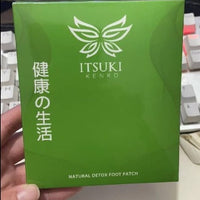 ITSUKI
KENKO
健康の生活
NATURAL DETOX FOOT PATCH